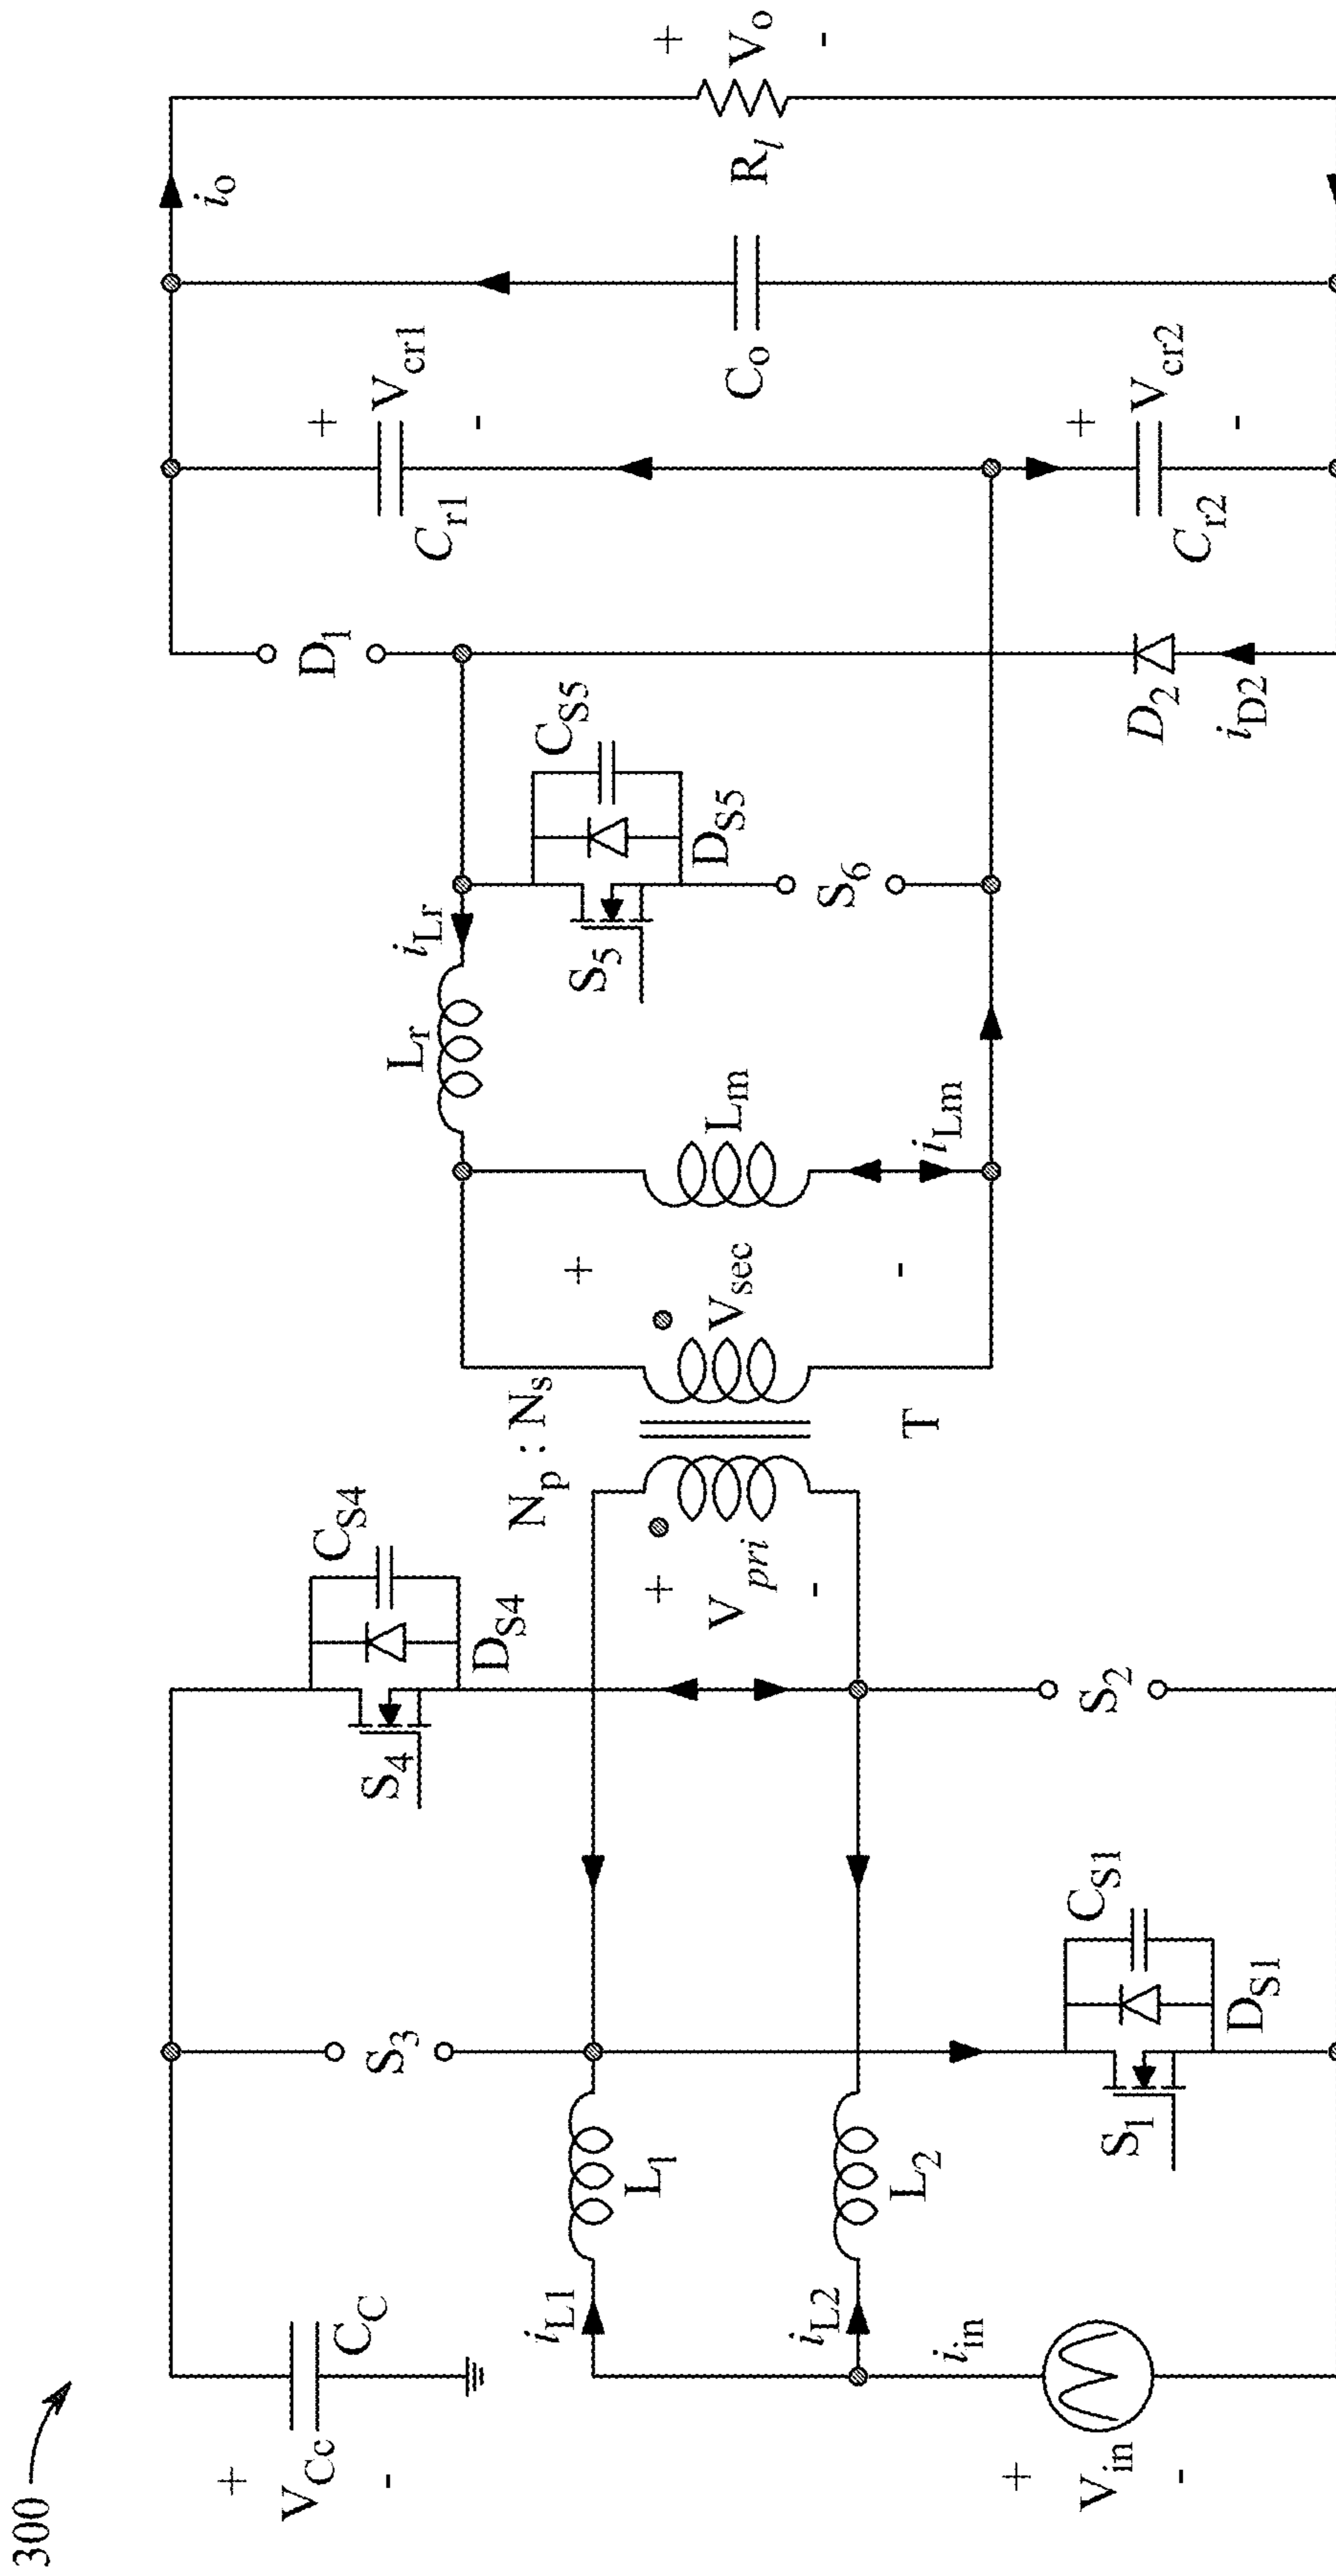 300
+
V_Cc
-
C_C
S_3
S_4
D_S4
C_S4
i_L1
L_1
i_L2
L_2
i_in
+
V_in
-
S_1
D_S1
C_S1
S_2
N_p : N_s
+
V_pri
-
T
+
V_sec
-
L_m
i_Lm
L_r
i_Lr
S_5
D_S5
C_S5
S_6
D_1
D_2
i_D2
C_r1
+
V_cr1
-
C_r2
+
V_cr2
-
C_o
i_o
R_l
+
V_o
-